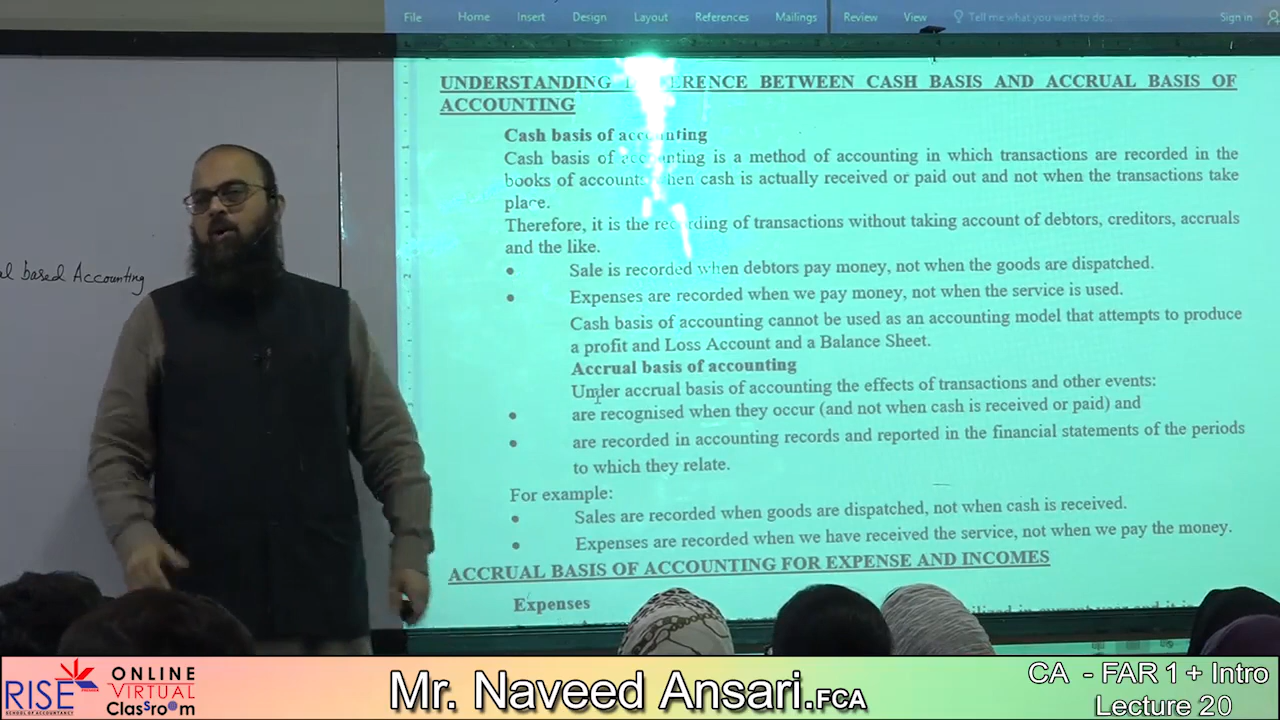 File Home Insert Design Layout References Mailings Review View Tell me what you want to do... Sign in
UNDERSTANDING BETWEEN CASH BASIS AND ACCRUAL BASIS OF
ACCOUNTING
Cash basis of accounting
Cash basis of accounting is a method of accounting in which transactions are recorded in the
books of accounts when cash is actually received or paid out and not when the transactions take
place.
Therefore, it is the recording of transactions without taking account of debtors, creditors, accruals
and the like.
• Sale is recorded when debtors pay money, not when the goods are dispatched.
• Expenses are recorded when we pay money, not when the service is used.
Cash basis of accounting cannot be used as an accounting model that attempts to produce
a profit and Loss Account and a Balance Sheet.
Accrual basis of accounting
Under accrual basis of accounting the effects of transactions and other events:
• are recognised when they occur (and not when cash is received or paid) and
• are recorded in accounting records and reported in the financial statements of the periods
to which they relate.
For example:
• Sales are recorded when goods are dispatched, not when cash is received.
• Expenses are recorded when we have received the service, not when we pay the money.
ACCRUAL BASIS OF ACCOUNTING FOR EXPENSE AND INCOMES
Expenses
al based Accounting
RISE
SCHOOL OF ACCOUNTANCY
ONLINE
VIRTUAL
Classroom
Mr. Naveed Ansari.FCA
CA - FAR 1 + Intro
Lecture 20